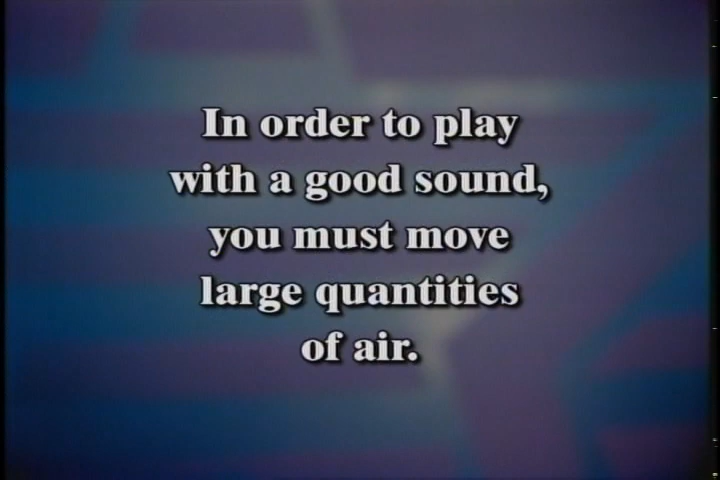 In order to play
with a good sound,
you must move
large quantities
of air.